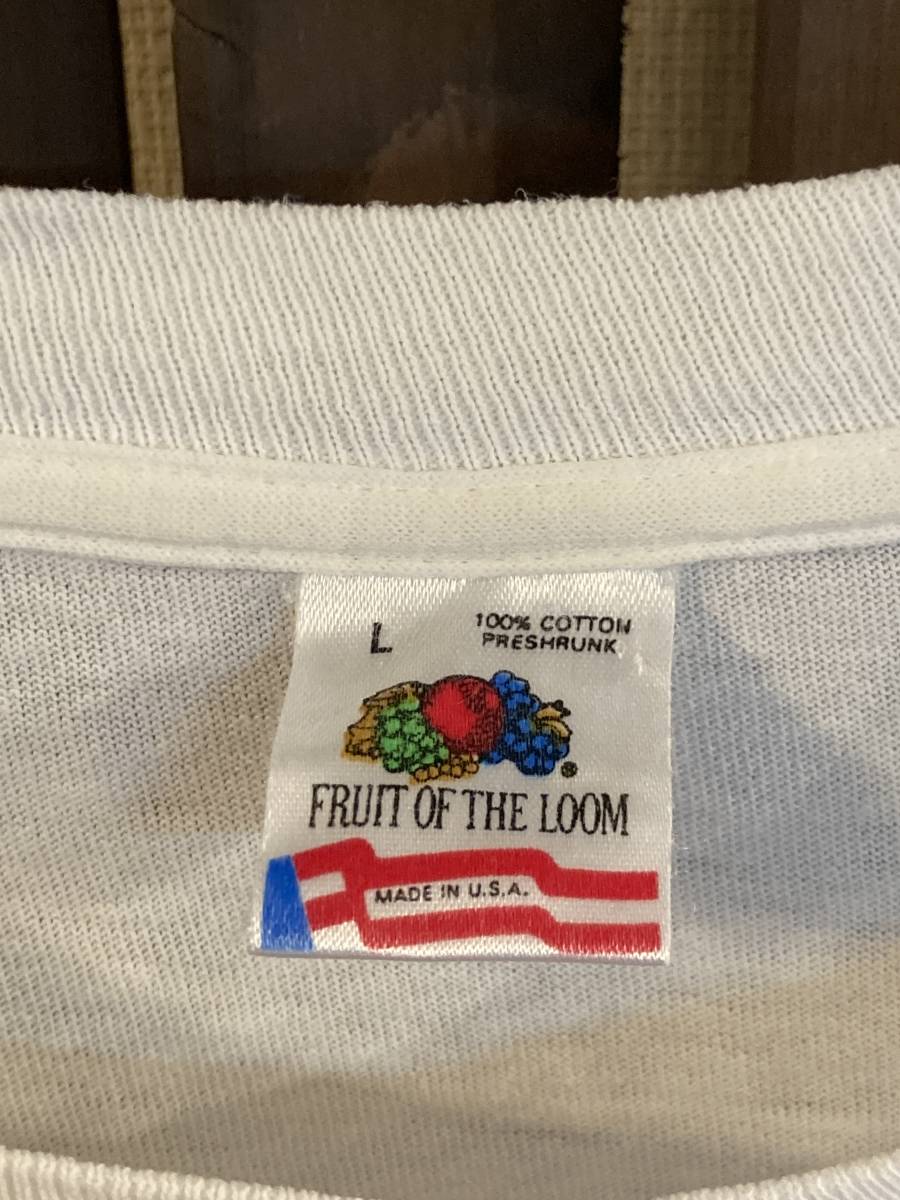 L
100% COTTON
PRESHRUNK
®
FRUIT OF THE LOOM
MADE IN U.S.A.